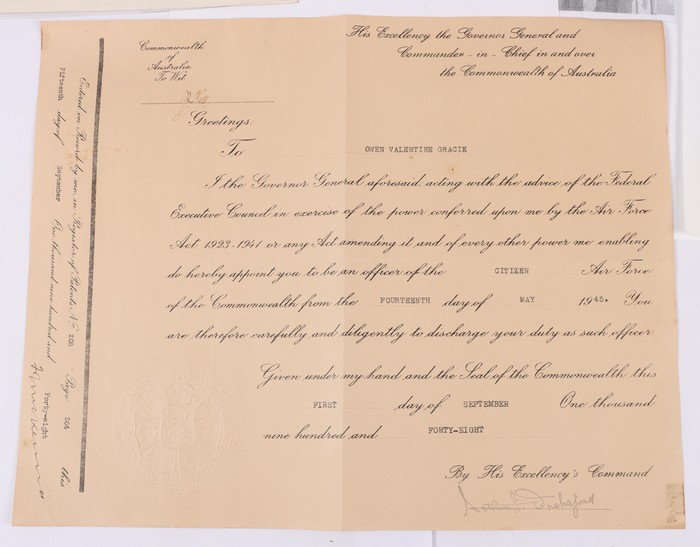 His Excellency the Governor General and
Commander - in - Chief in and over
the Commonwealth of Australia
Commonwealth
of
Australia
To Wit
Greetings:
To OWEN VALENTINE GRACIE
I the Governor General aforesaid, acting with the advice of the Federal
Executive Council in exercise of the power conferred upon me by the Air Force
Act 1923-1941 or any Act amending it and of every other power me enabling
do hereby appoint you to be an officer of the CITIZEN Air Force
of the Commonwealth from the FOURTEENTH day of MAY 1945. You
are therefore carefully and diligently to discharge your duty as such officer.
Given under my hand and the Seal of the Commonwealth this
FIRST day of SEPTEMBER One thousand
nine hundred and FORTY-EIGHT
By His Excellency's Command
Entered on Record by me, in Register of Patents No 206 Page 204 this
Fifteenth day of September One thousand nine hundred and
Forty-eight